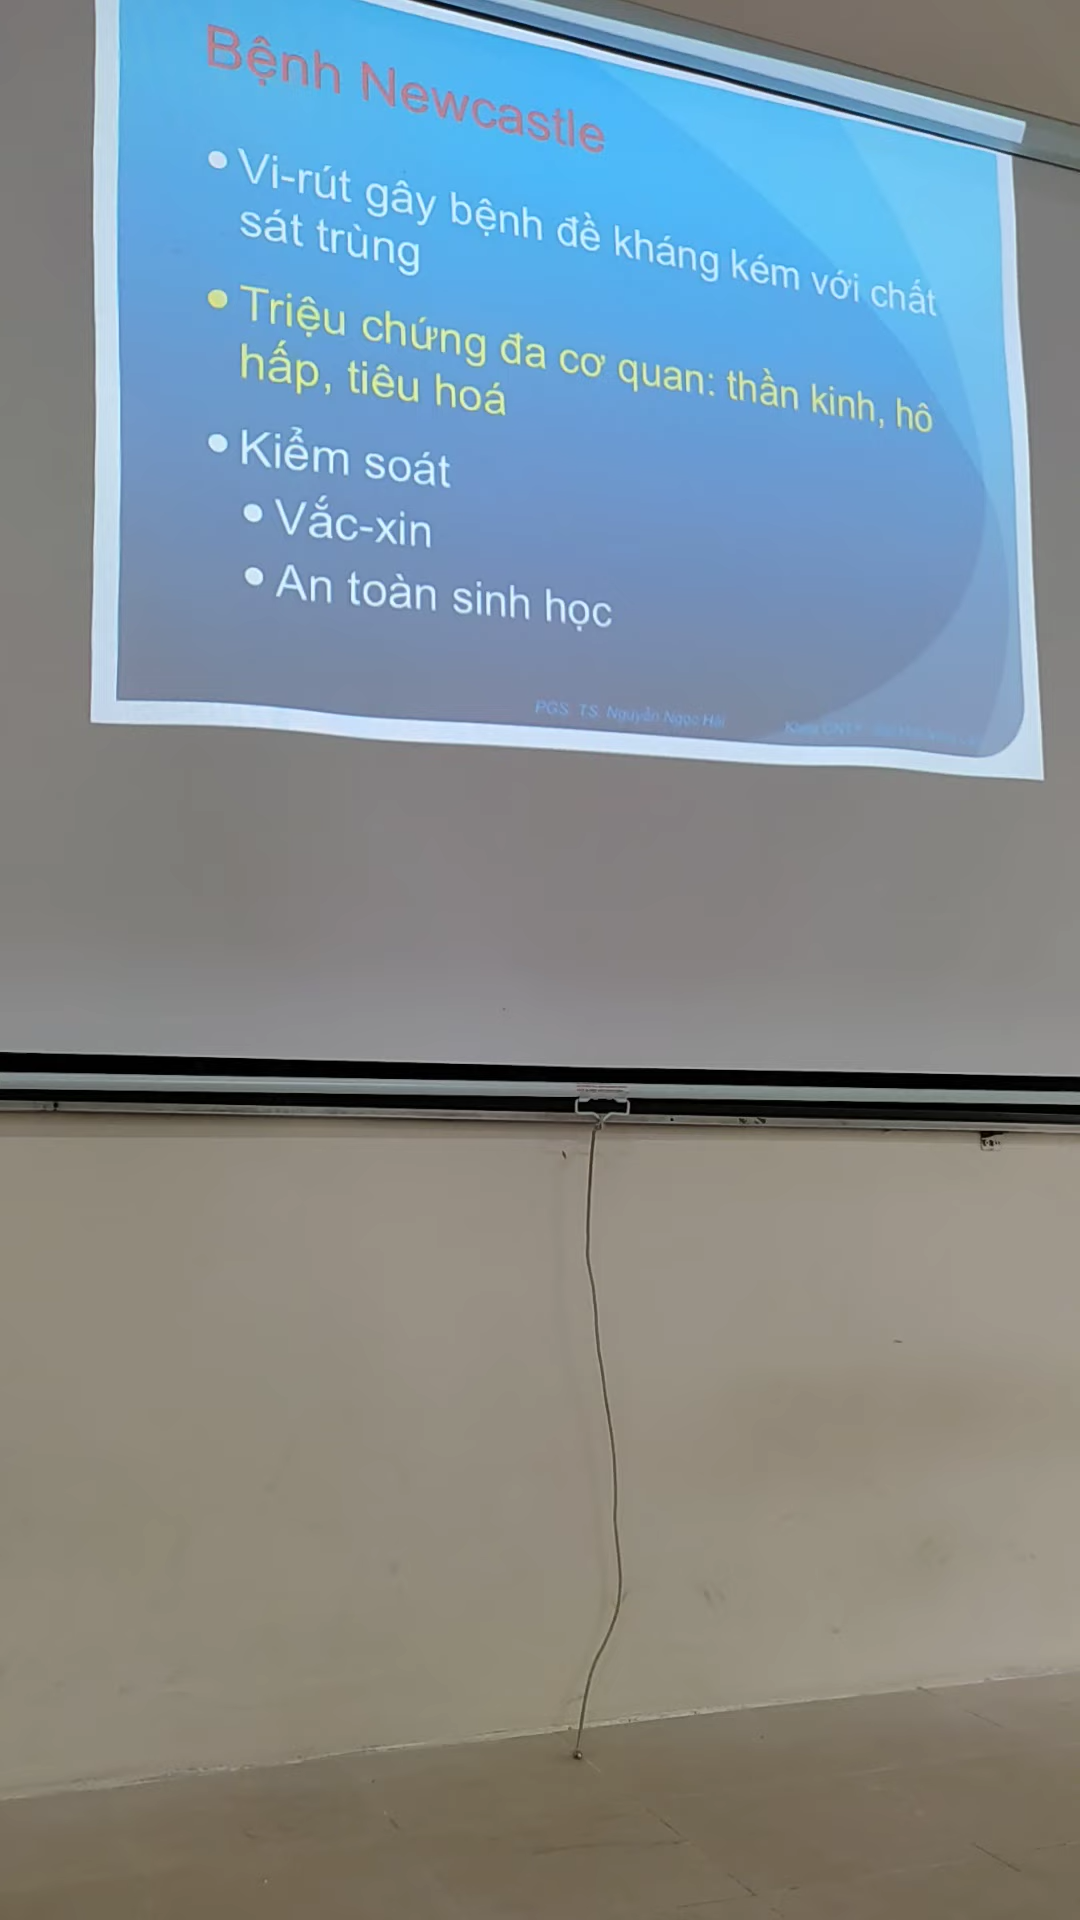 Bệnh Newcastle
• Vi-rút gây bệnh đề kháng kém với chất
sát trùng
• Triệu chứng đa cơ quan: thần kinh, hô
hấp, tiêu hoá
• Kiểm soát
• Vắc-xin
• An toàn sinh học
PGS. TS. Nguyễn Ngọc Hải